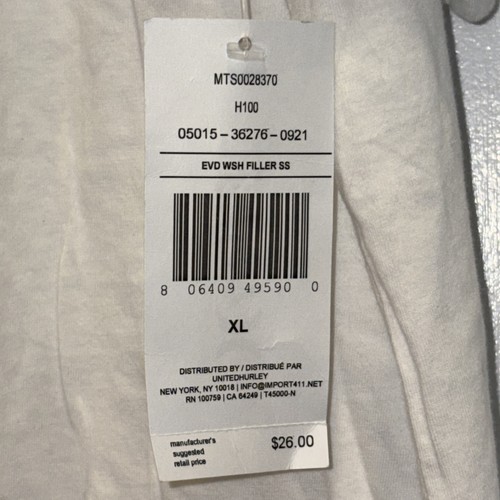 MTS0028370
H100
05015-36276-0921
EVD WSH FILLER SS
8 06409 49590 0
XL
DISTRIBUTED BY / DISTRIBUÉ PAR
UNITEDHURLEY
NEW YORK, NY 10018 | INFO@IMPORT411.NET
RN 100759 | CA 64249 | T45000-N
manufacturer's
suggested
retail price
$26.00